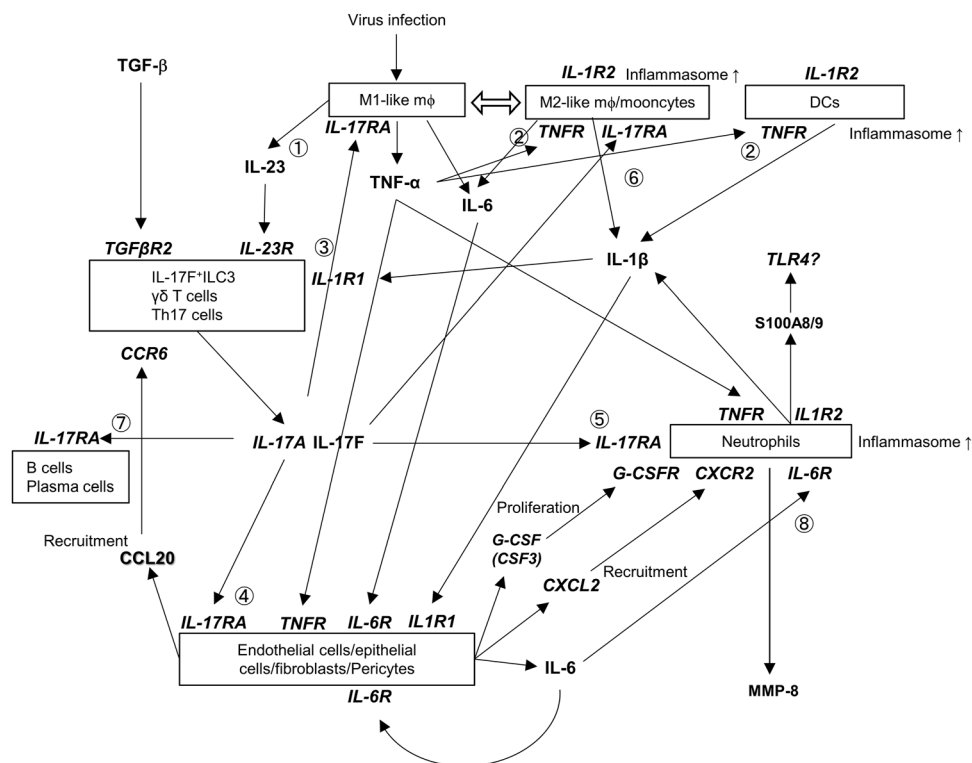 Virus infection
TGF-β
IL-1R2 Inflammasome ↑
IL-1R2
M1-like mϕ
M2-like mϕ/mooncytes
DCs
IL-17RA
② TNFR IL-17RA
TNFR Inflammasome ↑
①
②
IL-23
TNF-α
⑥
IL-6
TGFβR2 IL-23R ③
IL-1β
TLR4?
IL-1R1
IL-17F⁺ILC3
γδ T cells
Th17 cells
S100A8/9
CCR6
TNFR IL1R2
⑦
⑤
IL-17RA
IL-17A IL-17F
IL-17RA
Neutrophils
Inflammasome ↑
B cells
Plasma cells
G-CSFR CXCR2 IL-6R
Proliferation
⑧
Recruitment
G-CSF
(CSF3)
CCL20
Recruitment
CXCL2
④
IL-17RA TNFR IL-6R IL1R1
Endothelial cells/epithelial
cells/fibroblasts/Pericytes
IL-6
IL-6R
MMP-8